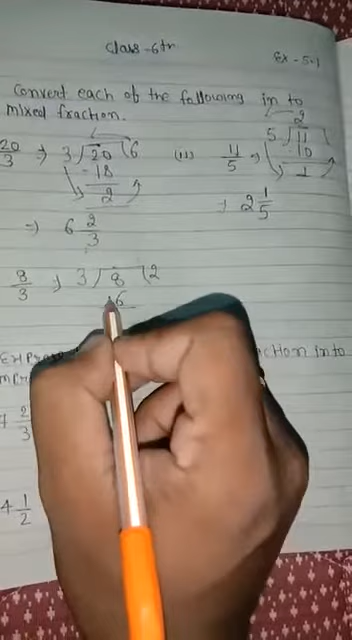 Class-6th
Ex-5.1
Convert each of the following in to
mixed fraction.
20/3 => 3) 20 (6
- 18
2
=> 6 2/3
(ii) 11/5 => 5) 11 ( 2
- 10
1
=> 2 1/5
8/3 => 3) 8 (2
- 6
ction into
2/3
4 1/2